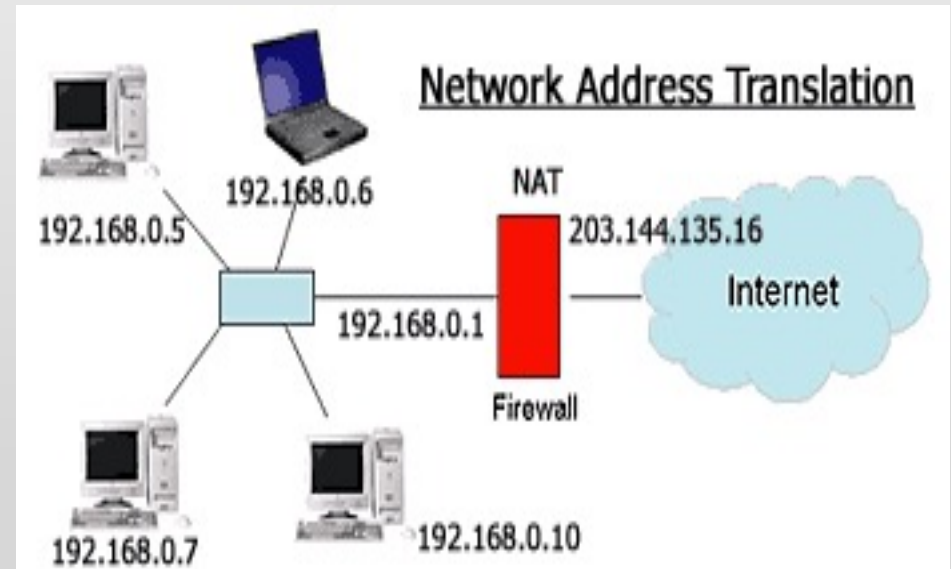 Network Address Translation
192.168.0.6
NAT
192.168.0.5
203.144.135.16
Internet
192.168.0.1
Firewall
192.168.0.7
192.168.0.10